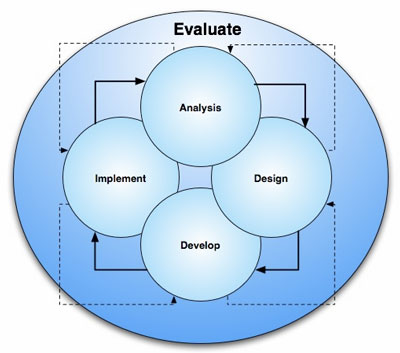 Evaluate
Analysis
Implement
Design
Develop